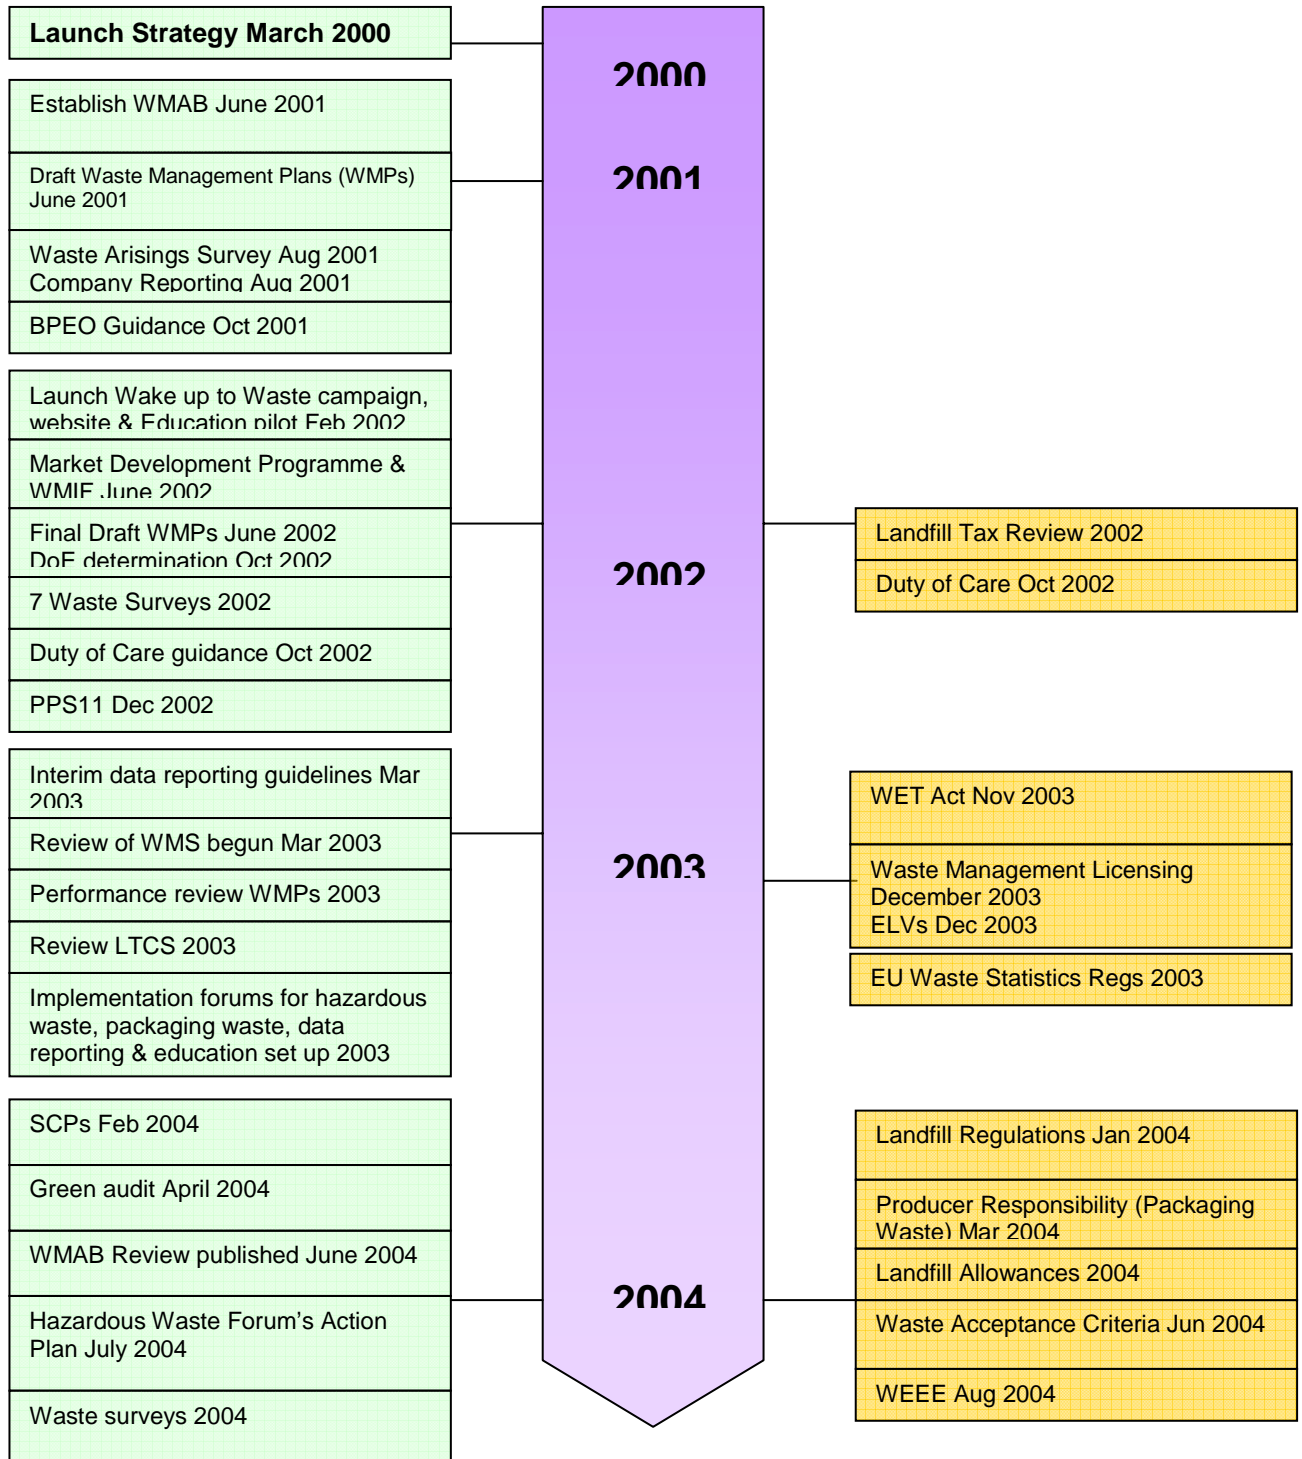 Launch Strategy March 2000
2000
Establish WMAB June 2001
Draft Waste Management Plans (WMPs)
June 2001
2001
Waste Arisings Survey Aug 2001
Company Reporting Aug 2001
BPEO Guidance Oct 2001
Launch Wake up to Waste campaign,
website & Education pilot Feb 2002
Market Development Programme &
WMIF June 2002
Final Draft WMPs June 2002
DoE determination Oct 2002
7 Waste Surveys 2002
Duty of Care guidance Oct 2002
PPS11 Dec 2002
2002
Landfill Tax Review 2002
Duty of Care Oct 2002
Interim data reporting guidelines Mar
2003
Review of WMS begun Mar 2003
Performance review WMPs 2003
Review LTCS 2003
Implementation forums for hazardous
waste, packaging waste, data
reporting & education set up 2003
2003
WET Act Nov 2003
Waste Management Licensing
December 2003
ELVs Dec 2003
EU Waste Statistics Regs 2003
SCPs Feb 2004
Green audit April 2004
WMAB Review published June 2004
Hazardous Waste Forum's Action
Plan July 2004
Waste surveys 2004
2004
Landfill Regulations Jan 2004
Producer Responsibility (Packaging
Waste) Mar 2004
Landfill Allowances 2004
Waste Acceptance Criteria Jun 2004
WEEE Aug 2004